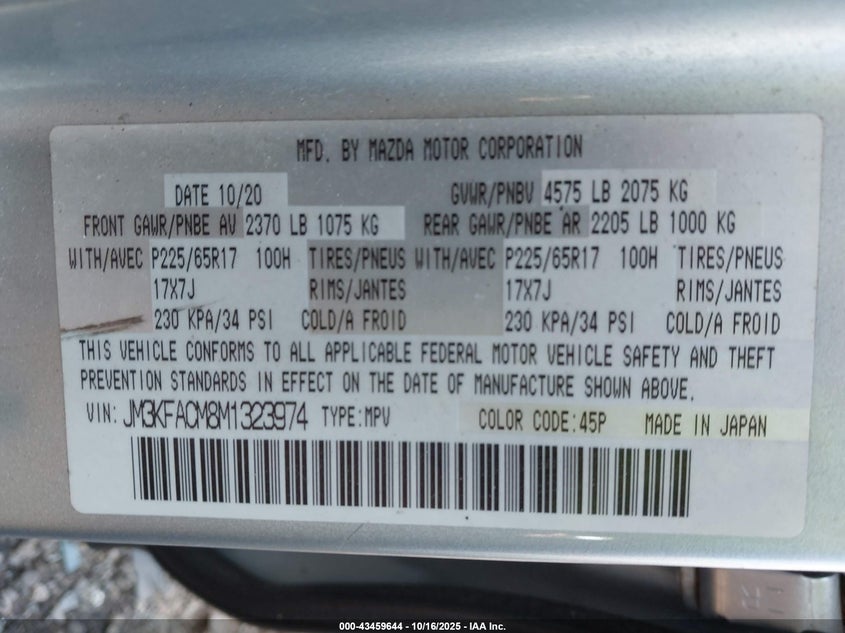 MFD. BY MAZDA MOTOR CORPORATION
DATE 10/20 GVWR/PNBV 4575 LB 2075 KG
FRONT GAWR/PNBE AV 2370 LB 1075 KG REAR GAWR/PNBE AR 2205 LB 1000 KG
WITH/AVEC P225/65R17 100H TIRES/PNEUS WITH/AVEC P225/65R17 100H TIRES/PNEUS
17X7J RIMS/JANTES 17X7J RIMS/JANTES
230 KPA/34 PSI COLD/A FROID 230 KPA/34 PSI COLD/A FROID
THIS VEHICLE CONFORMS TO ALL APPLICABLE FEDERAL MOTOR VEHICLE SAFETY AND THEFT
PREVENTION STANDARDS IN EFFECT ON THE DATE OF MANUFACTURE SHOWN ABOVE.
VIN: JM3KFACM8M1323974 TYPE:MPV COLOR CODE:45P MADE IN JAPAN
000-43459644 | 10/16/2025 - IAA Inc.